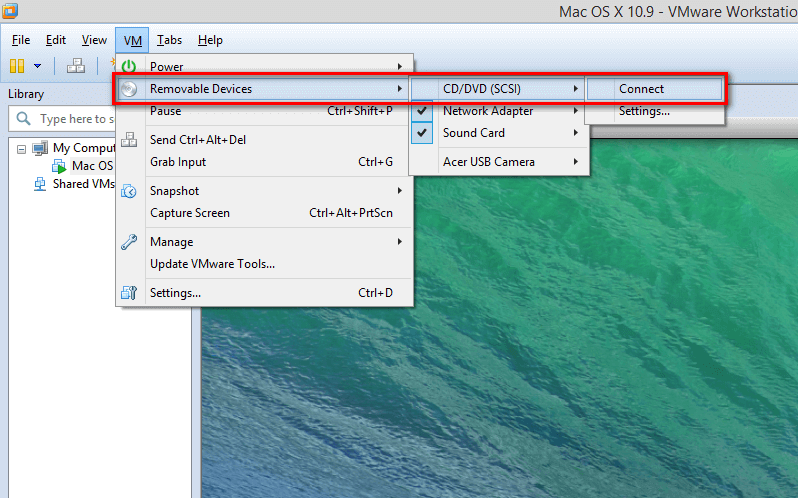 Mac OS X 10.9 - VMware Workstatio
File Edit View VM Tabs Help
Library
Type here to s
My Comput
Mac OS
Shared VMs
Power
Removable Devices
Pause Ctrl+Shift+P
Send Ctrl+Alt+Del
Grab Input Ctrl+G
Snapshot
Capture Screen Ctrl+Alt+PrtScn
Manage
Update VMware Tools...
Settings... Ctrl+D
CD/DVD (SCSI)
Network Adapter
Sound Card
Acer USB Camera
Connect
Settings...